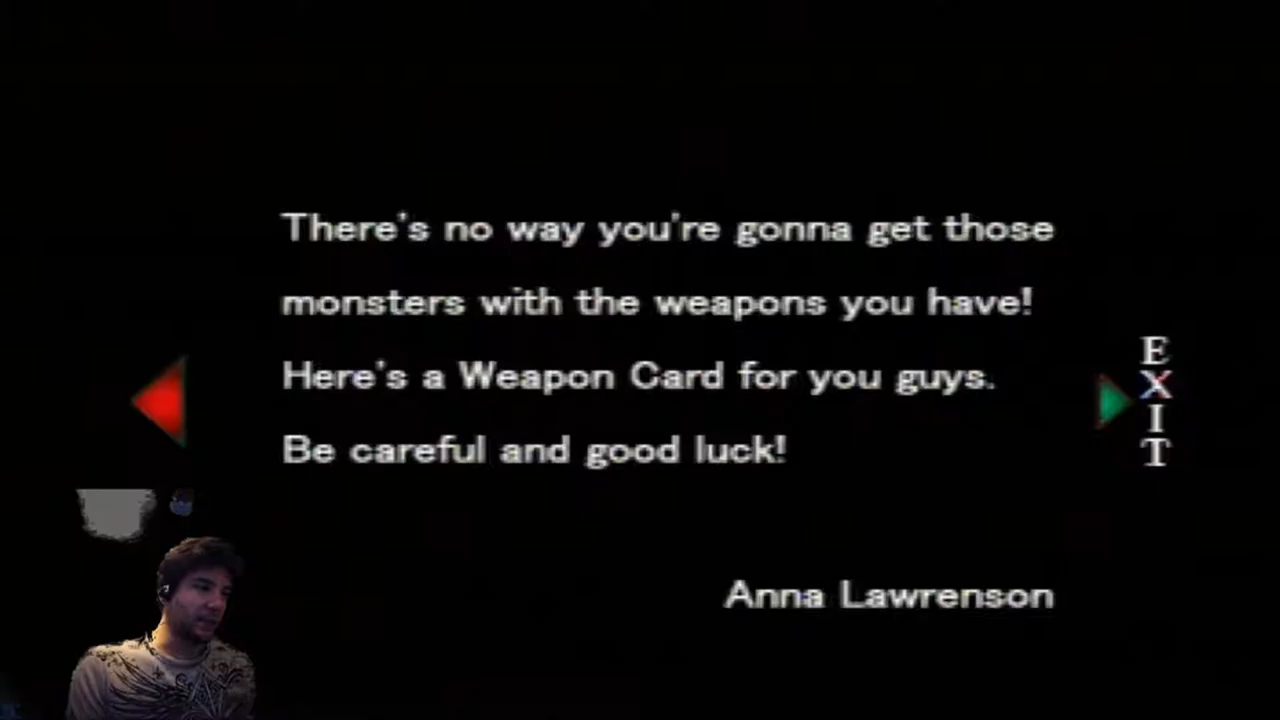 There's no way you're gonna get those
monsters with the weapons you have!
Here's a Weapon Card for you guys.
Be careful and good luck!
EXIT
Anna Lawrenson